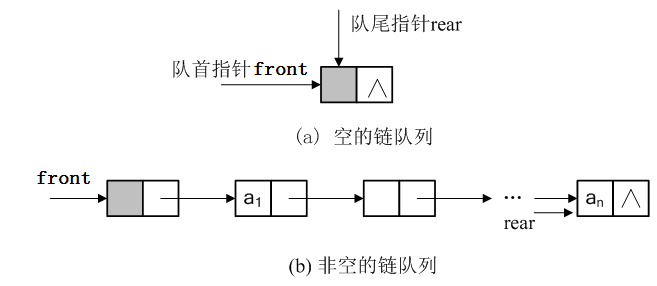 队尾指针rear
队首指针front
∧
(a) 空的链队列
front
a1 ... an ∧
rear
(b) 非空的链队列